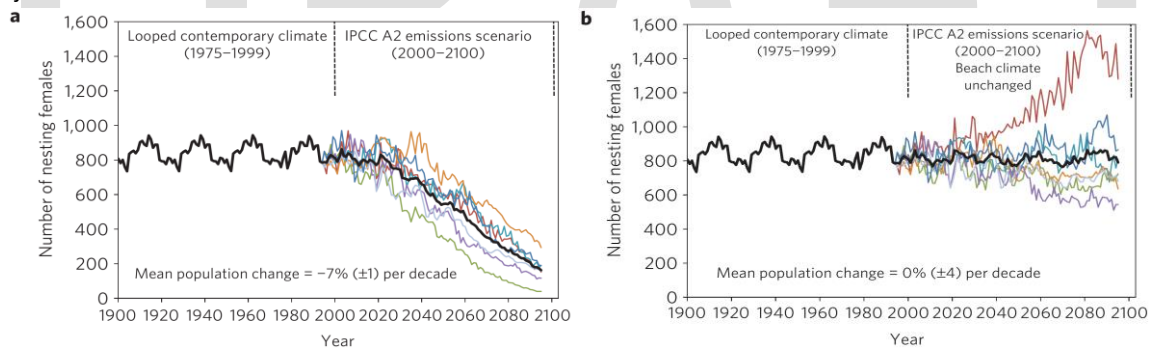 a
Number of nesting females
1,600
1,400
1,200
1,000
800
600
400
200
0
Looped contemporary climate
(1975–1999)
IPCC A2 emissions scenario
(2000–2100)
Mean population change = −7% (±1) per decade
1900 1920 1940 1960 1980 2000 2020 2040 2060 2080 2100
Year
b
Number of nesting females
1,600
1,400
1,200
1,000
800
600
400
200
0
Looped contemporary climate
(1975–1999)
IPCC A2 emissions scenario
(2000–2100)
Beach climate
unchanged
Mean population change = 0% (±4) per decade
1900 1920 1940 1960 1980 2000 2020 2040 2060 2080 2100
Year